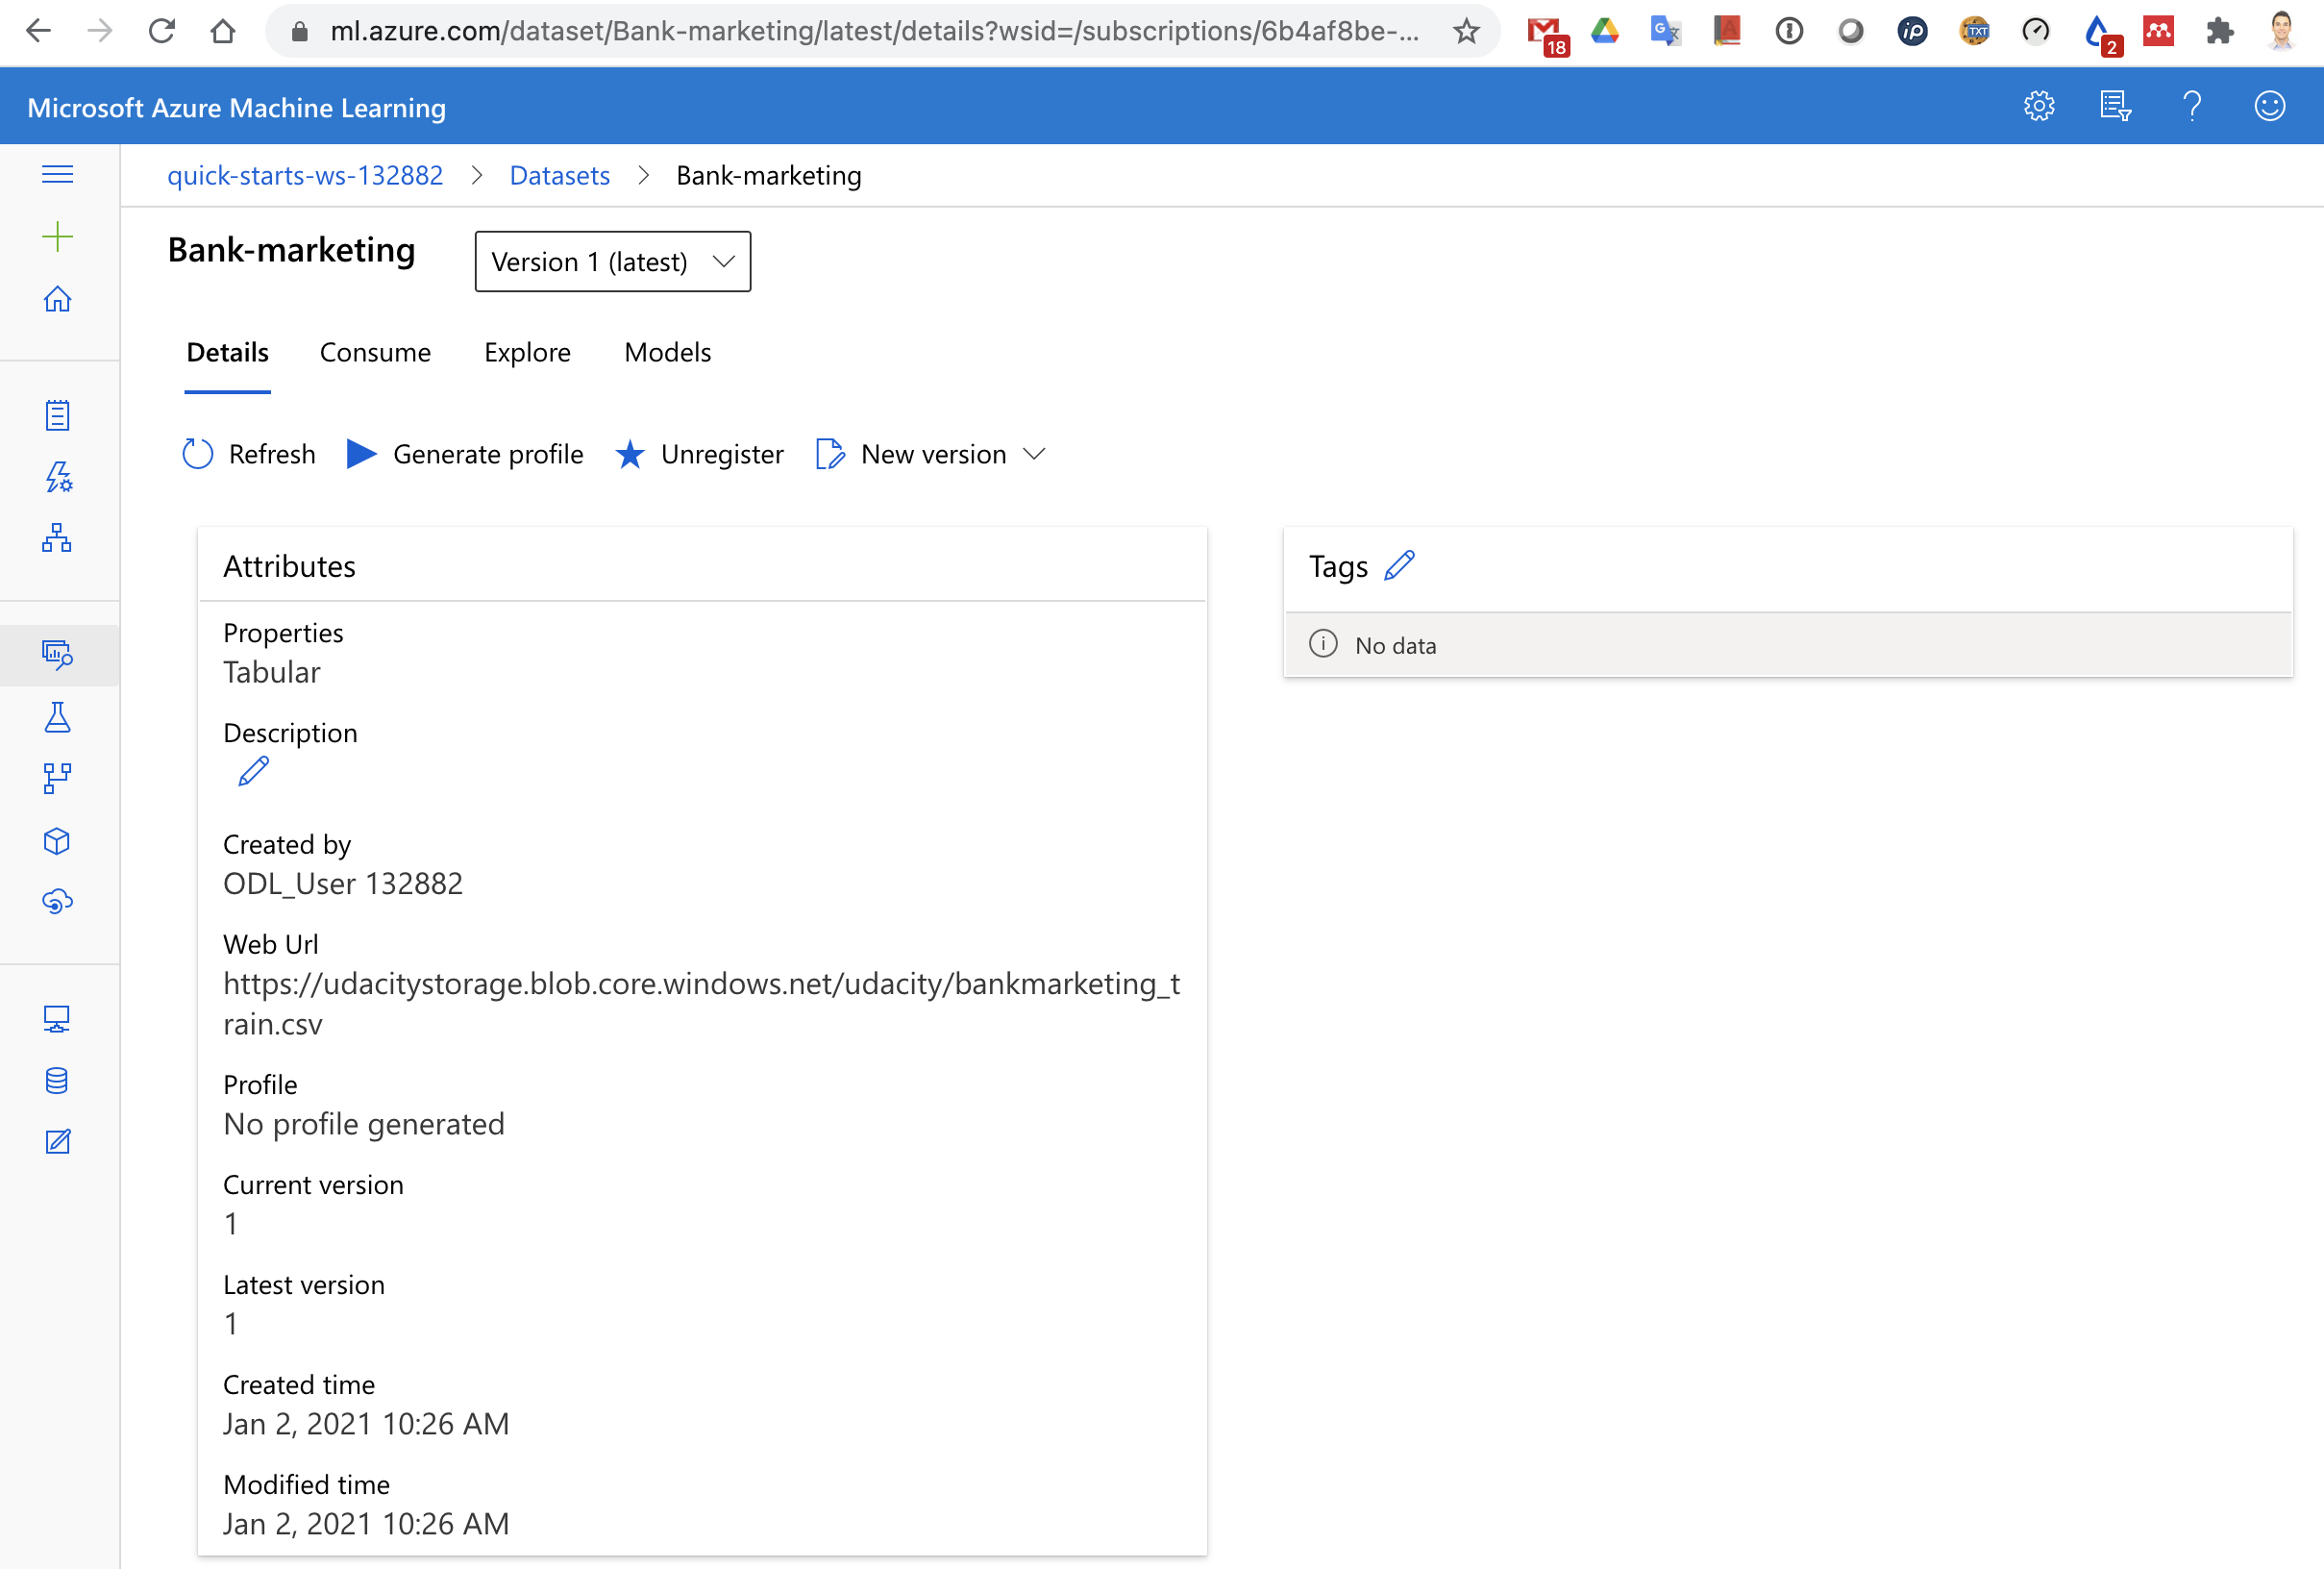 ml.azure.com/dataset/Bank-marketing/latest/details?wsid=/subscriptions/6b4af8be-...
18
2
Microsoft Azure Machine Learning
quick-starts-ws-132882 > Datasets > Bank-marketing
Bank-marketing
Version 1 (latest)
Details Consume Explore Models
Refresh Generate profile Unregister New version
Attributes
Properties
Tabular
Description
Created by
ODL_User 132882
Web Url
https://udacitystorage.blob.core.windows.net/udacity/bankmarketing_t
rain.csv
Profile
No profile generated
Current version
1
Latest version
1
Created time
Jan 2, 2021 10:26 AM
Modified time
Jan 2, 2021 10:26 AM
Tags
No data